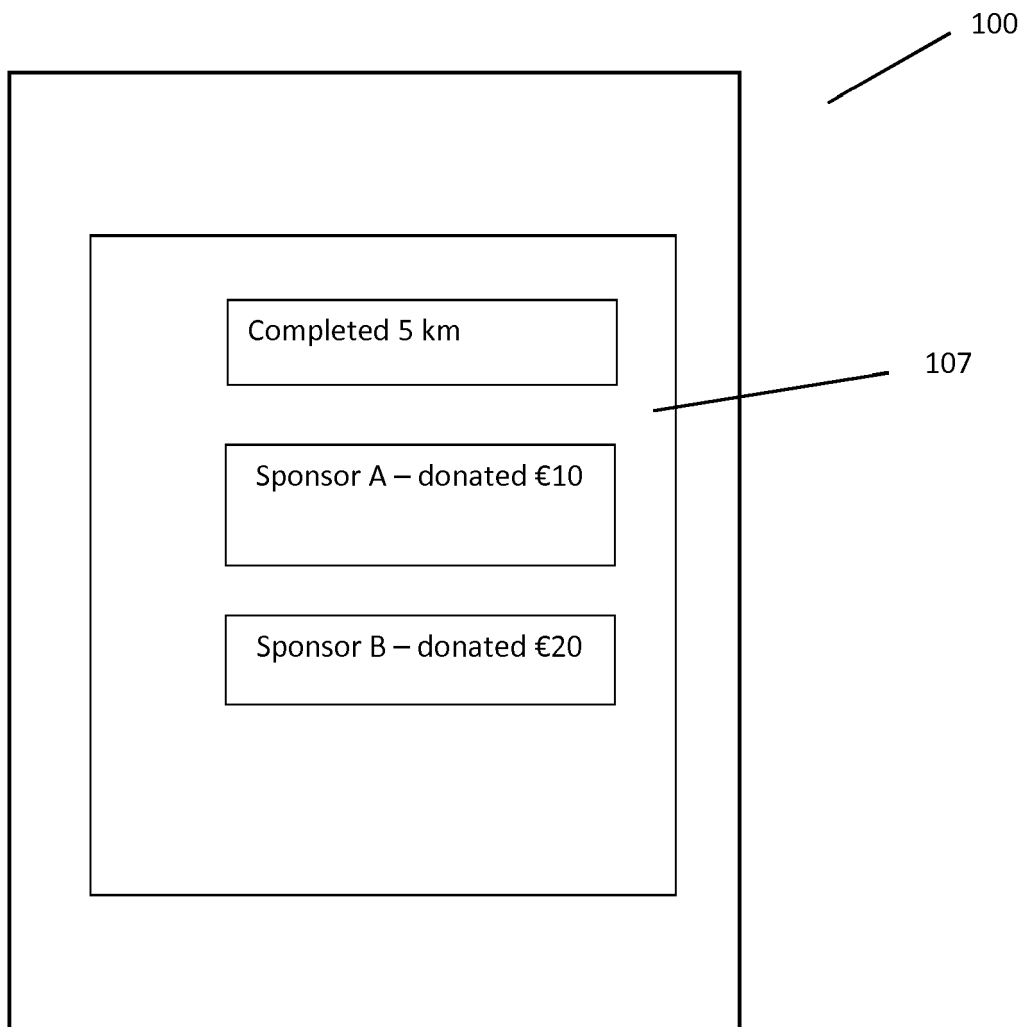 100
Completed 5 km
107
Sponsor A – donated €10
Sponsor B – donated €20